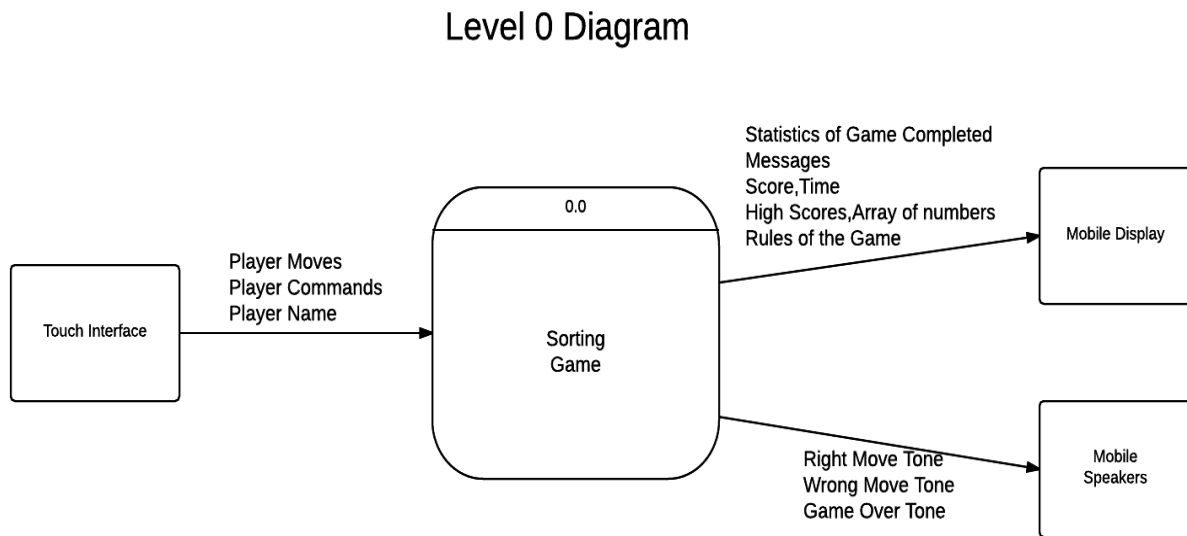 Level 0 Diagram
Touch Interface
Player Moves
Player Commands
Player Name
0.0
Sorting
Game
Statistics of Game Completed
Messages
Score,Time
High Scores,Array of numbers
Rules of the Game
Mobile Display
Right Move Tone
Wrong Move Tone
Game Over Tone
Mobile
Speakers